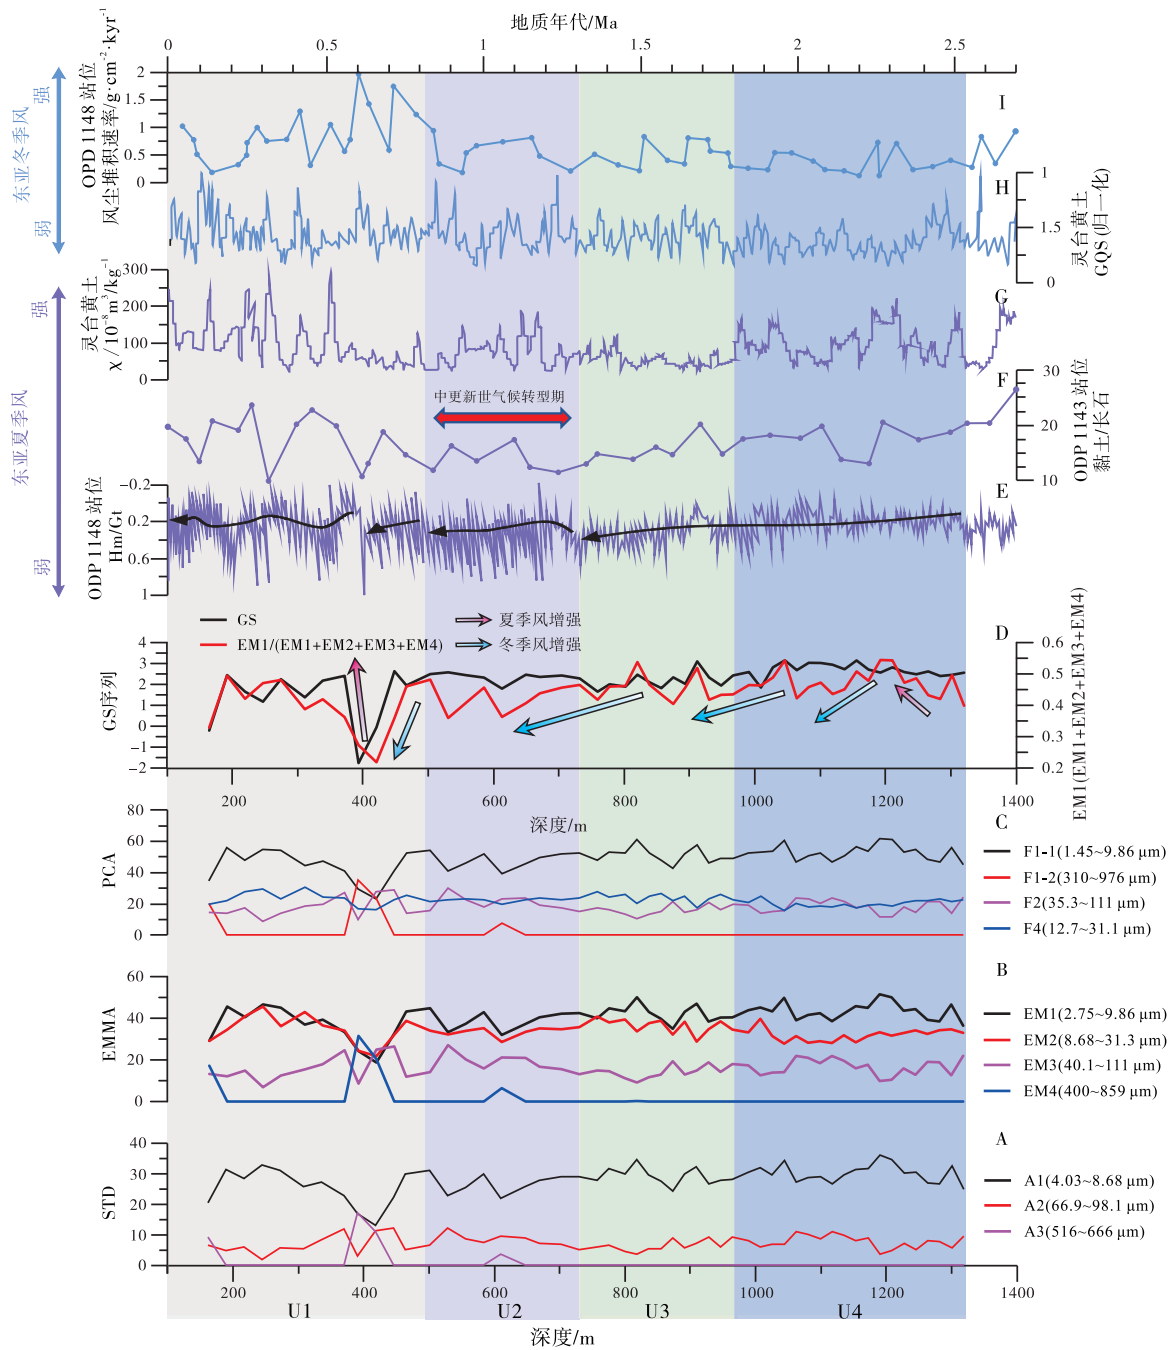 地质年代/Ma
0 0.5 1 1.5 2 2.5
强
东亚冬季风
弱
OPD 1148 站位
风尘堆积速率/g·cm⁻²·kyr⁻¹
2
1.5
1
0.5
0
I
H
1
1.5
0
灵台黄土
GQS(归一化)
强
东亚夏季风
弱
灵台黄土
χ/10⁻⁸m³/kg⁻¹
300
200
100
0
G
中更新世气候转型期
F
30
20
10
ODP 1143 站位
黏土/长石
ODP 1148 站位
Hm/Gt
-0.2
0.2
0.6
1
E
GS
EM1/(EM1+EM2+EM3+EM4)
夏季风增强
冬季风增强
GS序列
4
3
2
1
0
-1
-2
D
0.6
0.5
0.4
0.3
0.2
EM1(EM1+EM2+EM3+EM4)
200 400 600 800 1000 1200 1400
深度/m
PCA
80
60
40
20
0
C
F1-1(1.45~9.86 μm)
F1-2(310~976 μm)
F2(35.3~111 μm)
F4(12.7~31.1 μm)
EMMA
60
40
20
0
B
EM1(2.75~9.86 μm)
EM2(8.68~31.3 μm)
EM3(40.1~111 μm)
EM4(400~859 μm)
STD
40
30
20
10
0
A
A1(4.03~8.68 μm)
A2(66.9~98.1 μm)
A3(516~666 μm)
200 400 600 800 1000 1200 1400
U1 U2 U3 U4
深度/m